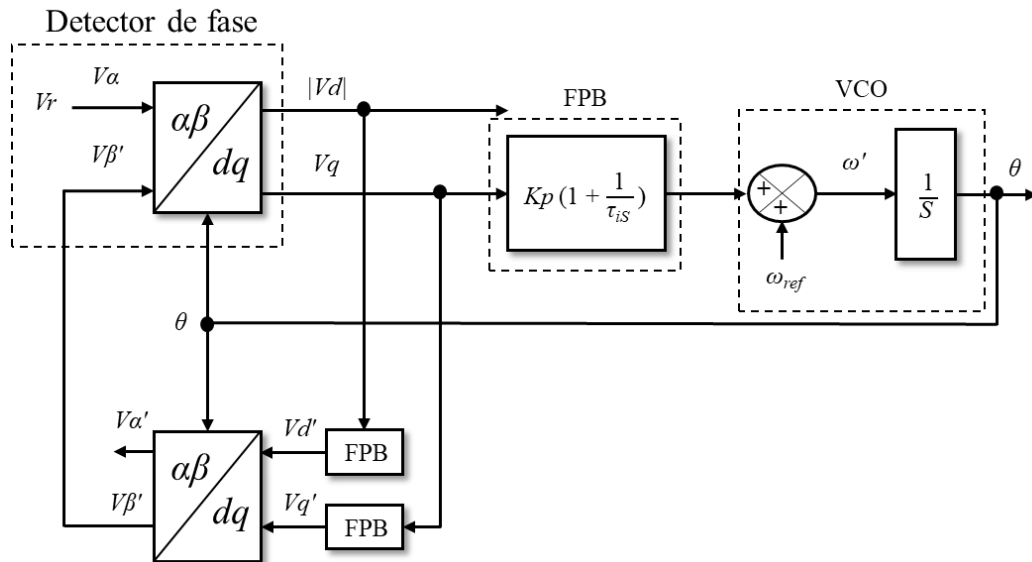 Detector de fase
Vα
Vr
Vβ'
αβ
dq
|Vd|
Vq
FPB
Kp (1 + 1/τiS)
VCO
+
+
ω'
ωref
1/S
θ
θ
Vα'
Vβ'
αβ
dq
Vd'
FPB
Vq'
FPB